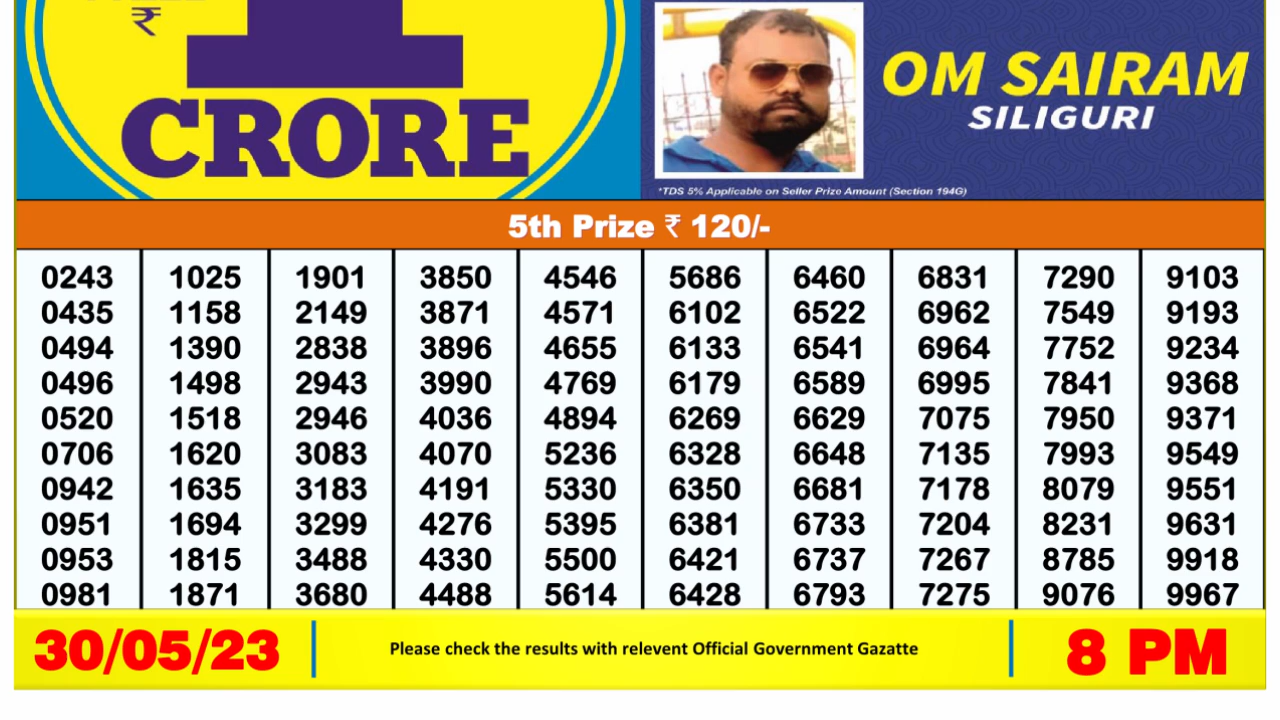 ₹
1
CRORE
OM SAIRAM
SILIGURI
*TDS 5% Applicable on Seller Prize Amount (Section 194G)
5th Prize ₹ 120/-
0243 1025 1901 3850 4546 5686 6460 6831 7290 9103
0435 1158 2149 3871 4571 6102 6522 6962 7549 9193
0494 1390 2838 3896 4655 6133 6541 6964 7752 9234
0496 1498 2943 3990 4769 6179 6589 6995 7841 9368
0520 1518 2946 4036 4894 6269 6629 7075 7950 9371
0706 1620 3083 4070 5236 6328 6648 7135 7993 9549
0942 1635 3183 4191 5330 6350 6681 7178 8079 9551
0951 1694 3299 4276 5395 6381 6733 7204 8231 9631
0953 1815 3488 4330 5500 6421 6737 7267 8785 9918
0981 1871 3680 4488 5614 6428 6793 7275 9076 9967
30/05/23
Please check the results with relevent Official Government Gazatte
8 PM